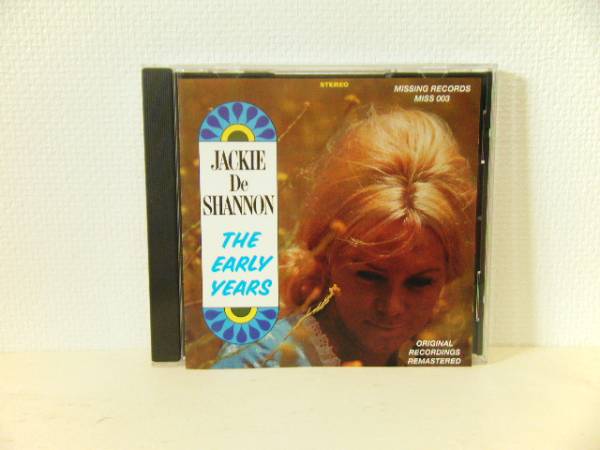 STEREO
MISSING RECORDS
MISS 003
JACKIE
De
SHANNON
THE
EARLY
YEARS
ORIGINAL
RECORDINGS
REMASTERED